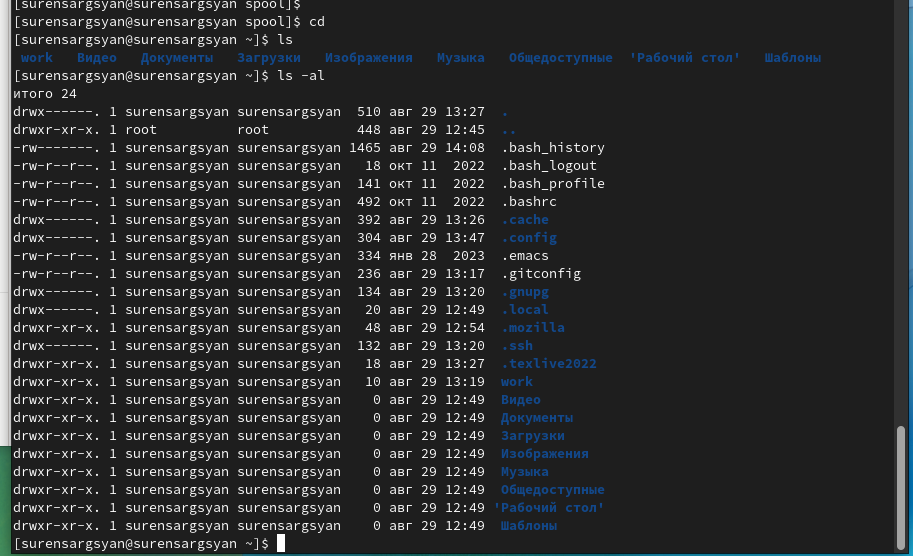 [surensargsyan@surensargsyan spool]$
[surensargsyan@surensargsyan spool]$ cd
[surensargsyan@surensargsyan ~]$ ls
work Видео Документы Загрузки Изображения Музыка Общедоступные 'Рабочий стол' Шаблоны
[surensargsyan@surensargsyan ~]$ ls -al
итого 24
drwx------. 1 surensargsyan surensargsyan 510 авг 29 13:27 .
drwxr-xr-x. 1 root root 448 авг 29 12:45 ..
-rw-------. 1 surensargsyan surensargsyan 1465 авг 29 14:08 .bash_history
-rw-r--r--. 1 surensargsyan surensargsyan 18 окт 11 2022 .bash_logout
-rw-r--r--. 1 surensargsyan surensargsyan 141 окт 11 2022 .bash_profile
-rw-r--r--. 1 surensargsyan surensargsyan 492 окт 11 2022 .bashrc
drwx------. 1 surensargsyan surensargsyan 392 авг 29 13:26 .cache
drwx------. 1 surensargsyan surensargsyan 304 авг 29 13:47 .config
-rw-r--r--. 1 surensargsyan surensargsyan 334 янв 28 2023 .emacs
-rw-r--r--. 1 surensargsyan surensargsyan 236 авг 29 13:17 .gitconfig
drwx------. 1 surensargsyan surensargsyan 134 авг 29 13:20 .gnupg
drwx------. 1 surensargsyan surensargsyan 20 авг 29 12:49 .local
drwxr-xr-x. 1 surensargsyan surensargsyan 48 авг 29 12:54 .mozilla
drwx------. 1 surensargsyan surensargsyan 132 авг 29 13:20 .ssh
drwxr-xr-x. 1 surensargsyan surensargsyan 18 авг 29 13:27 .texlive2022
drwxr-xr-x. 1 surensargsyan surensargsyan 10 авг 29 13:19 work
drwxr-xr-x. 1 surensargsyan surensargsyan 0 авг 29 12:49 Видео
drwxr-xr-x. 1 surensargsyan surensargsyan 0 авг 29 12:49 Документы
drwxr-xr-x. 1 surensargsyan surensargsyan 0 авг 29 12:49 Загрузки
drwxr-xr-x. 1 surensargsyan surensargsyan 0 авг 29 12:49 Изображения
drwxr-xr-x. 1 surensargsyan surensargsyan 0 авг 29 12:49 Музыка
drwxr-xr-x. 1 surensargsyan surensargsyan 0 авг 29 12:49 Общедоступные
drwxr-xr-x. 1 surensargsyan surensargsyan 0 авг 29 12:49 'Рабочий стол'
drwxr-xr-x. 1 surensargsyan surensargsyan 0 авг 29 12:49 Шаблоны
[surensargsyan@surensargsyan ~]$